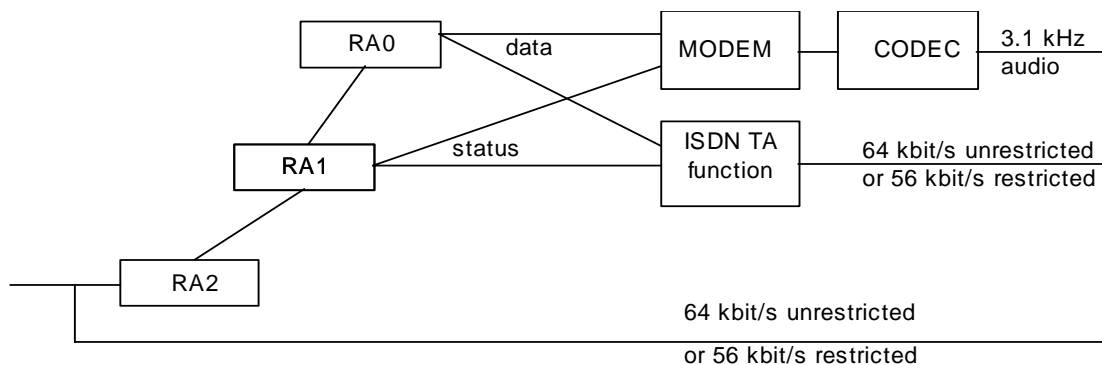 RA0
data
MODEM
CODEC
3.1 kHz
audio
RA1
status
ISDN TA
function
64 kbit/s unrestricted
or 56 kbit/s restricted
RA2
64 kbit/s unrestricted
or 56 kbit/s restricted